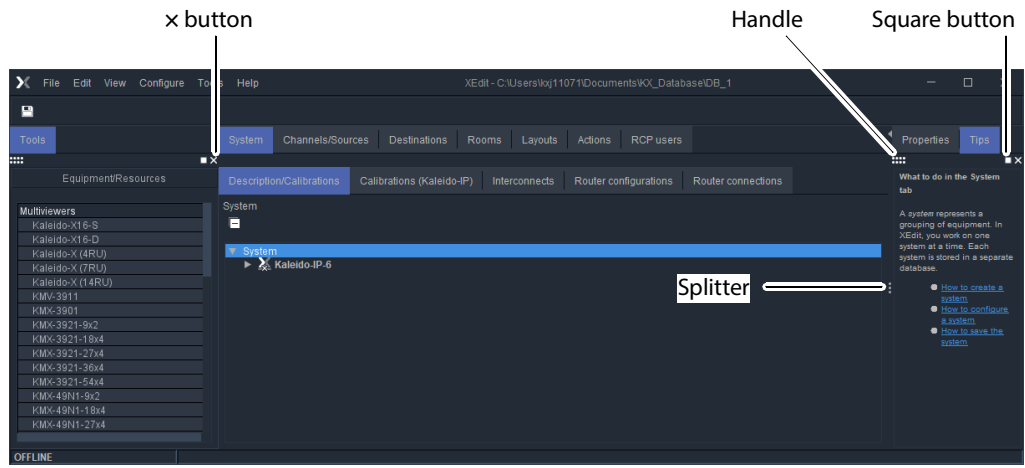 × button
Handle
Square button
File Edit View Configure Tools Help
XEdit - C:\Users\kxj11071\Documents\KX_Database\DB_1
Tools
System Channels/Sources Destinations Rooms Layouts Actions RCP users
Properties Tips
Equipment/Resources
Description/Calibrations Calibrations (Kaleido-IP) Interconnects Router configurations Router connections
Multiviewers
Kaleido-X16-S
Kaleido-X16-D
Kaleido-X (4RU)
Kaleido-X (7RU)
Kaleido-X (14RU)
KMV-3911
KMX-3901
KMX-3921-9x2
KMX-3921-18x4
KMX-3921-27x4
KMX-3921-36x4
KMX-3921-54x4
KMX-49N1-9x2
KMX-49N1-18x4
KMX-49N1-27x4
System
System
Kaleido-IP-6
Splitter
What to do in the System
tab
A system represents a
grouping of equipment. In
XEdit, you work on one
system at a time. Each
system is stored in a separate
database.
How to create a
system
How to configure
a system
How to save the
system
OFFLINE